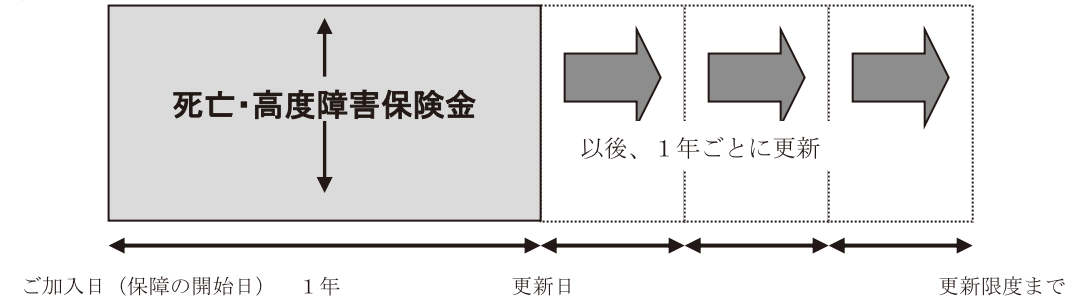 死亡・高度障害保険金
以後、１年ごとに更新
ご加入日（保障の開始日）　１年　更新日　更新限度まで